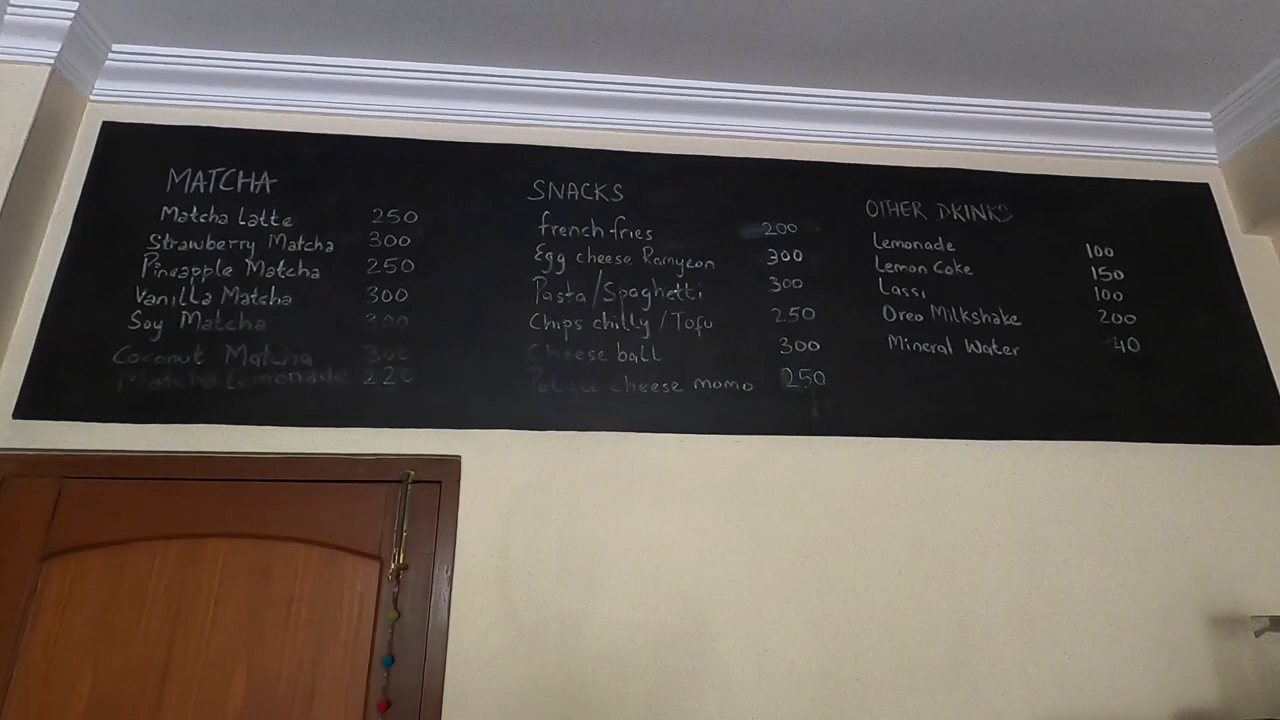 MATCHA
Matcha Latte 250
Strawberry Matcha 300
Pineapple Matcha 250
Vanilla Matcha 300
Soy Matcha 300
Coconut Matcha 300
Matcha Lemonade 220
SNACKS
french fries 200
Egg cheese Ramyeon 300
Pasta/Spaghetti 300
Chips chilly/Tofu 250
Cheese ball 300
Potato cheese momo 250
OTHER DRINKS
Lemonade 100
Lemon Coke 150
Lassi 100
Oreo Milkshake 200
Mineral Water 40